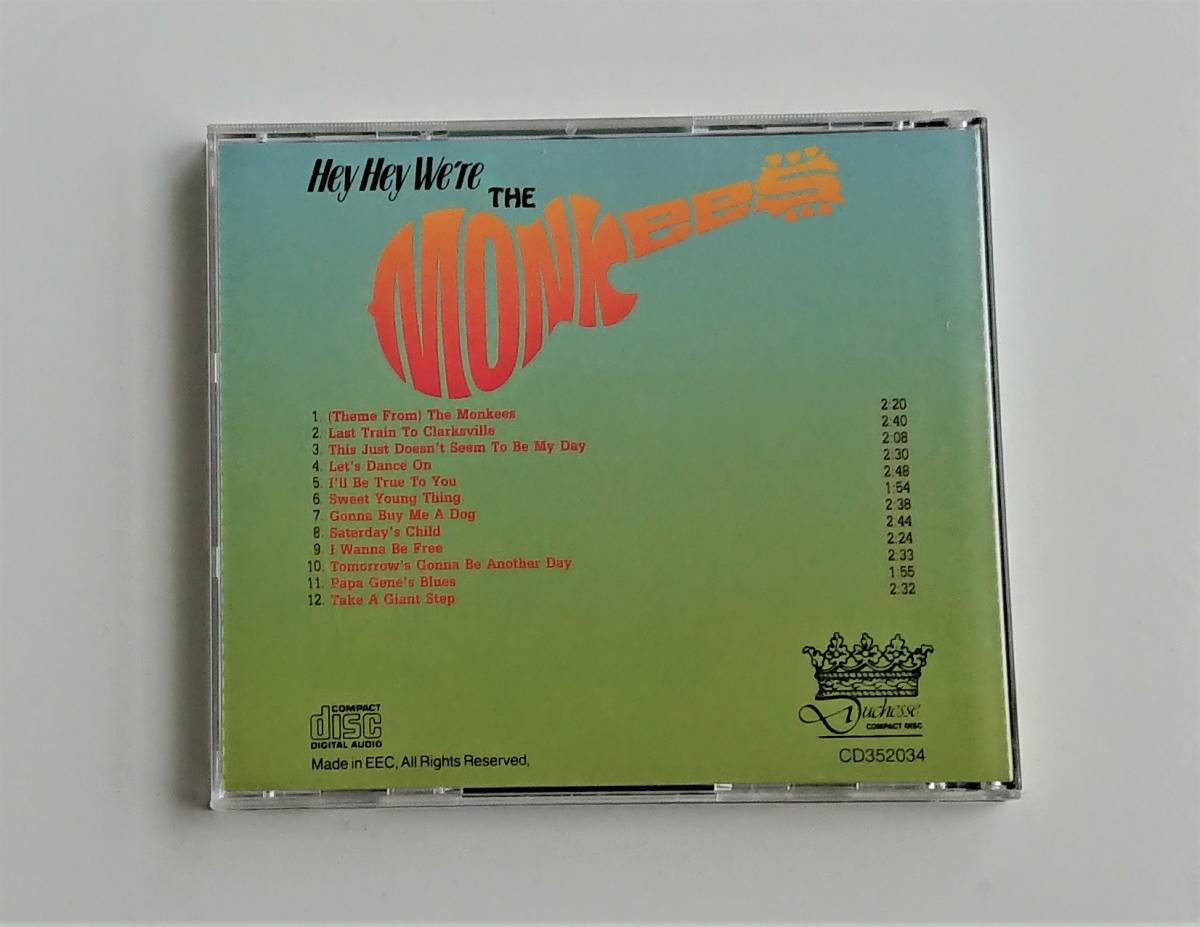 Hey Hey We're
THE
MONKEES
1. (Theme From) The Monkees 2:20
2. Last Train To Clarksville 2:40
3. This Just Doesn't Seem To Be My Day 2:08
4. Let's Dance On 2:30
5. I'll Be True To You 2:48
6. Sweet Young Thing 1:54
7. Gonna Buy Me A Dog 2:38
8. Saterday's Child 2:44
9. I Wanna Be Free 2:24
10. Tomorrow's Gonna Be Another Day 2:33
11. Papa Gene's Blues 1:55
12. Take A Giant Step 2:32
COMPACT
disc
DIGITAL AUDIO
Duchesse
COMPACT DISC
Made in EEC, All Rights Reserved,
CD352034